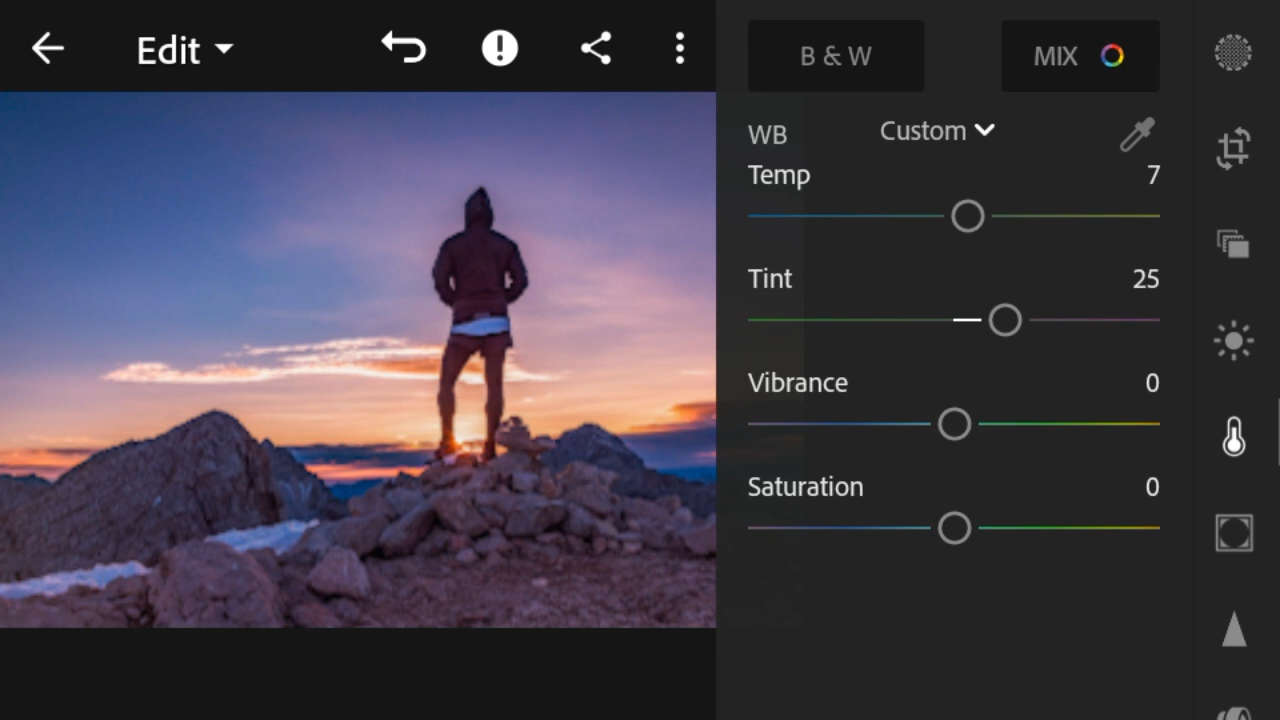 Edit
B & W
MIX
WB
Custom
Temp
7
Tint
25
Vibrance
0
Saturation
0